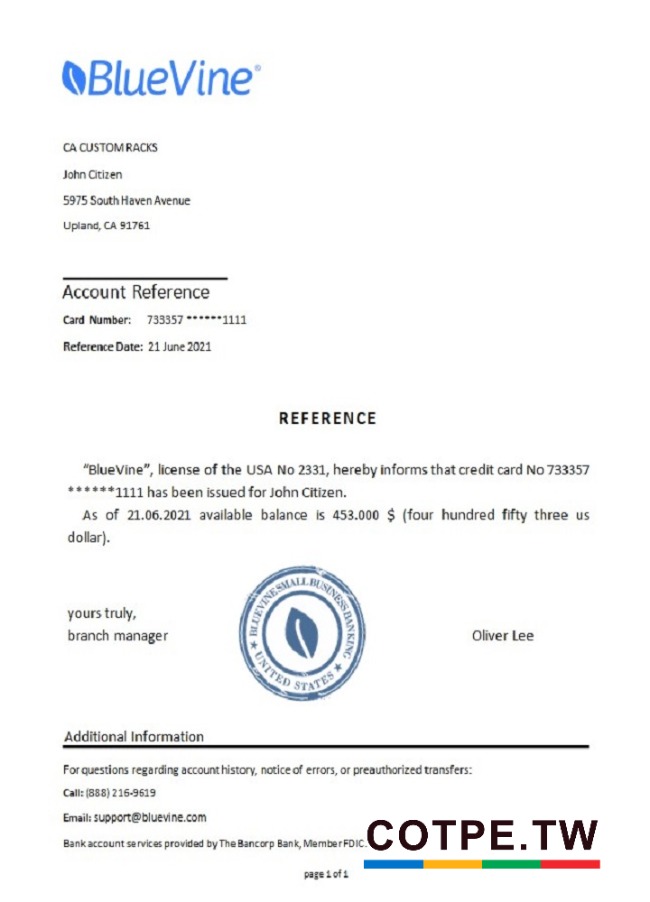 BlueVine®
CA CUSTOM RACKS
John Citizen
5975 South Haven Avenue
Upland, CA 91761
Account Reference
Card Number: 733357 ******1111
Reference Date: 21 June 2021
REFERENCE
“BlueVine”, license of the USA No 2331, hereby informs that credit card No 733357
******1111 has been issued for John Citizen.
As of 21.06.2021 available balance is 453.000 $ (four hundred fifty three us
dollar).
yours truly,
branch manager
BLUEVINE SMALL BUSINESS BANKING
★ UNITED STATES ★
Oliver Lee
Additional Information
For questions regarding account history, notice of errors, or preauthorized transfers:
Call: (888) 216-9619
Email: support@bluevine.com
Bank account services provided by The Bancorp Bank, Member FDIC.
COTPE.TW
page 1 of 1